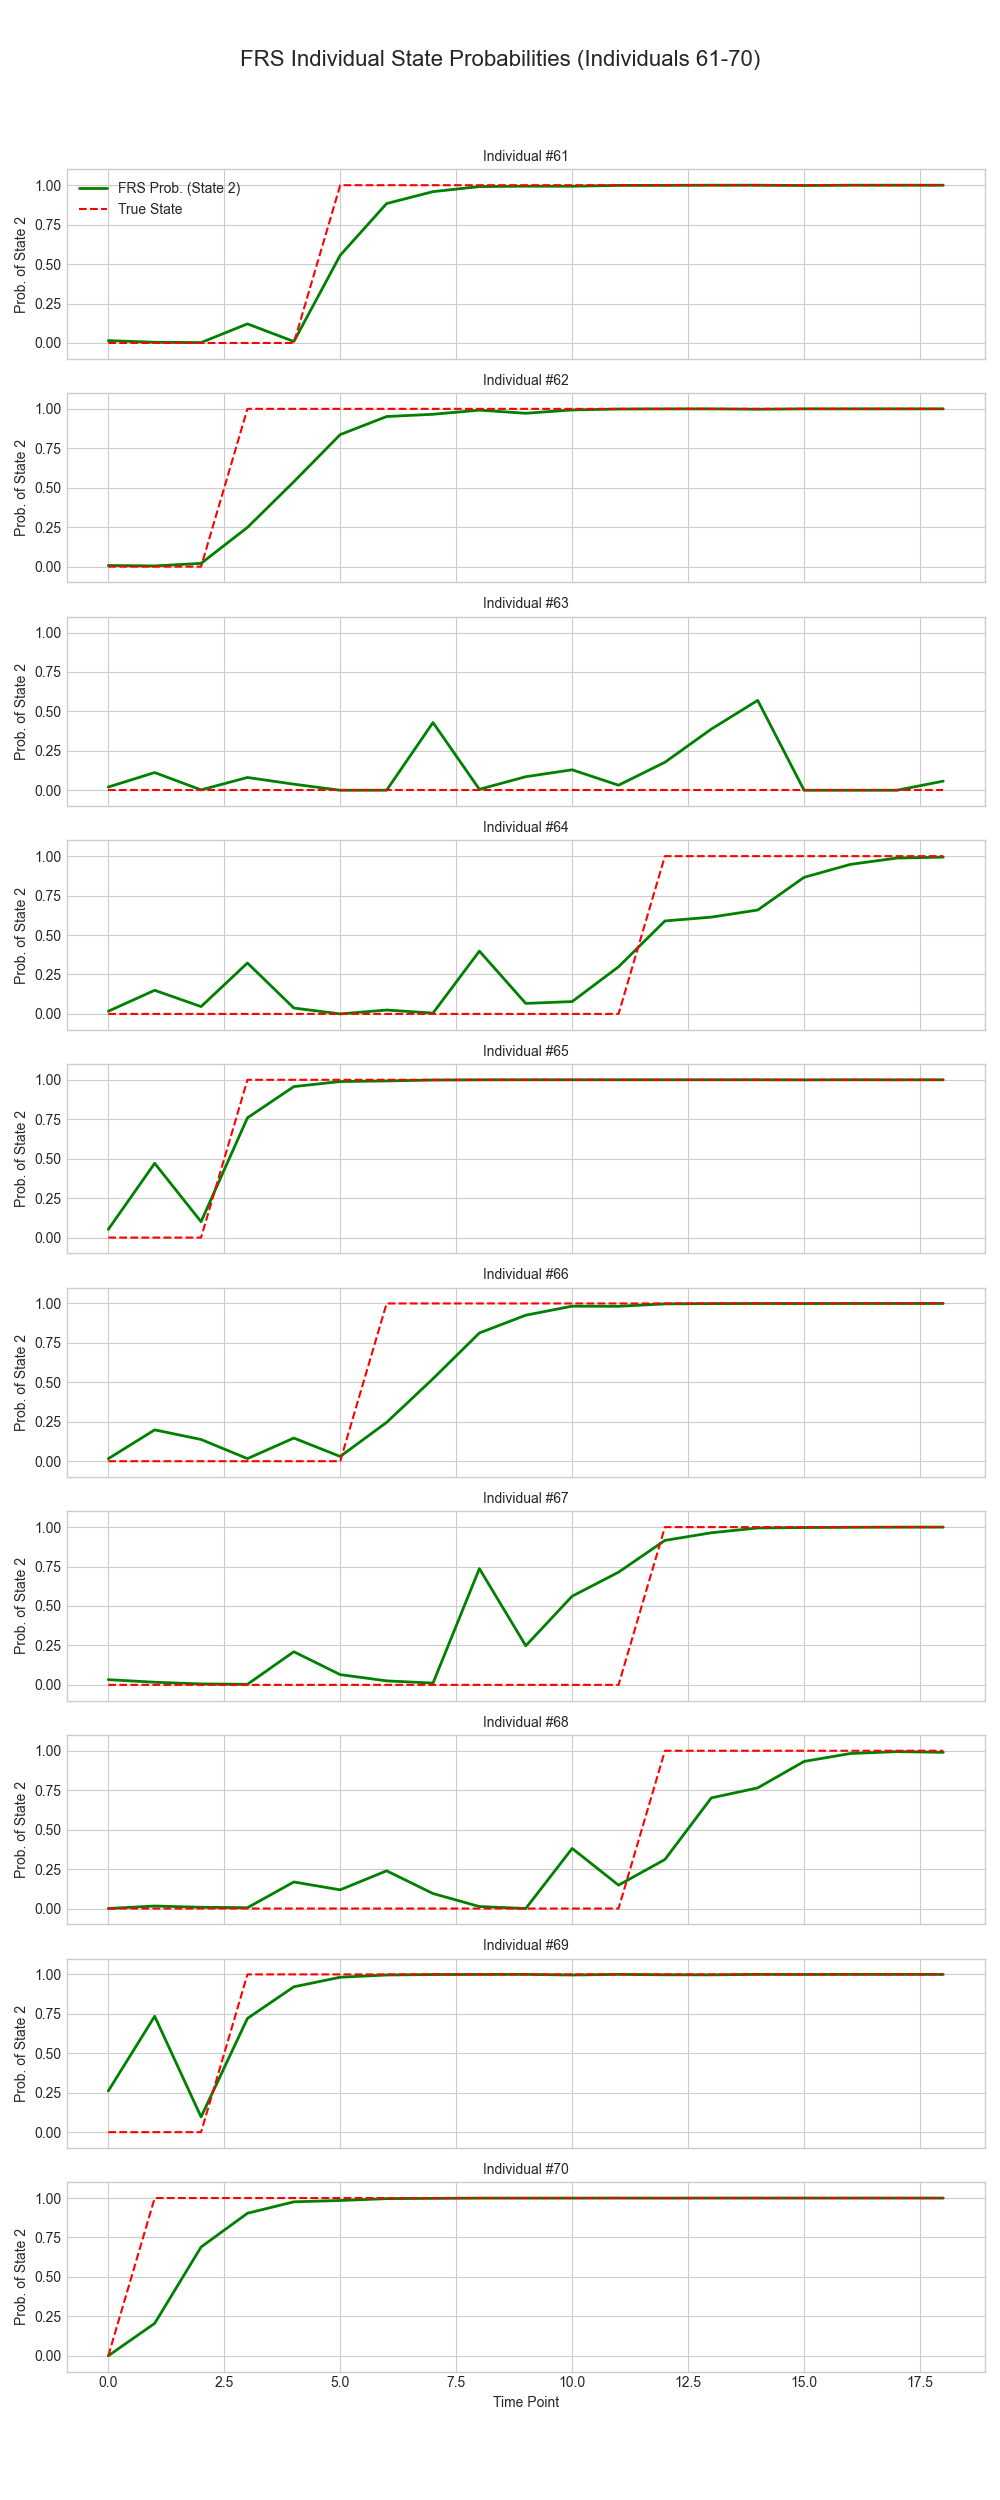 FRS Individual State Probabilities (Individuals 61-70)
Individual #61
FRS Prob. (State 2)
True State
Prob. of State 2
1.00
0.75
0.50
0.25
0.00
Individual #62
Prob. of State 2
1.00
0.75
0.50
0.25
0.00
Individual #63
Prob. of State 2
1.00
0.75
0.50
0.25
0.00
Individual #64
Prob. of State 2
1.00
0.75
0.50
0.25
0.00
Individual #65
Prob. of State 2
1.00
0.75
0.50
0.25
0.00
Individual #66
Prob. of State 2
1.00
0.75
0.50
0.25
0.00
Individual #67
Prob. of State 2
1.00
0.75
0.50
0.25
0.00
Individual #68
Prob. of State 2
1.00
0.75
0.50
0.25
0.00
Individual #69
Prob. of State 2
1.00
0.75
0.50
0.25
0.00
Individual #70
Prob. of State 2
1.00
0.75
0.50
0.25
0.00
0.0 2.5 5.0 7.5 10.0 12.5 15.0 17.5
Time Point